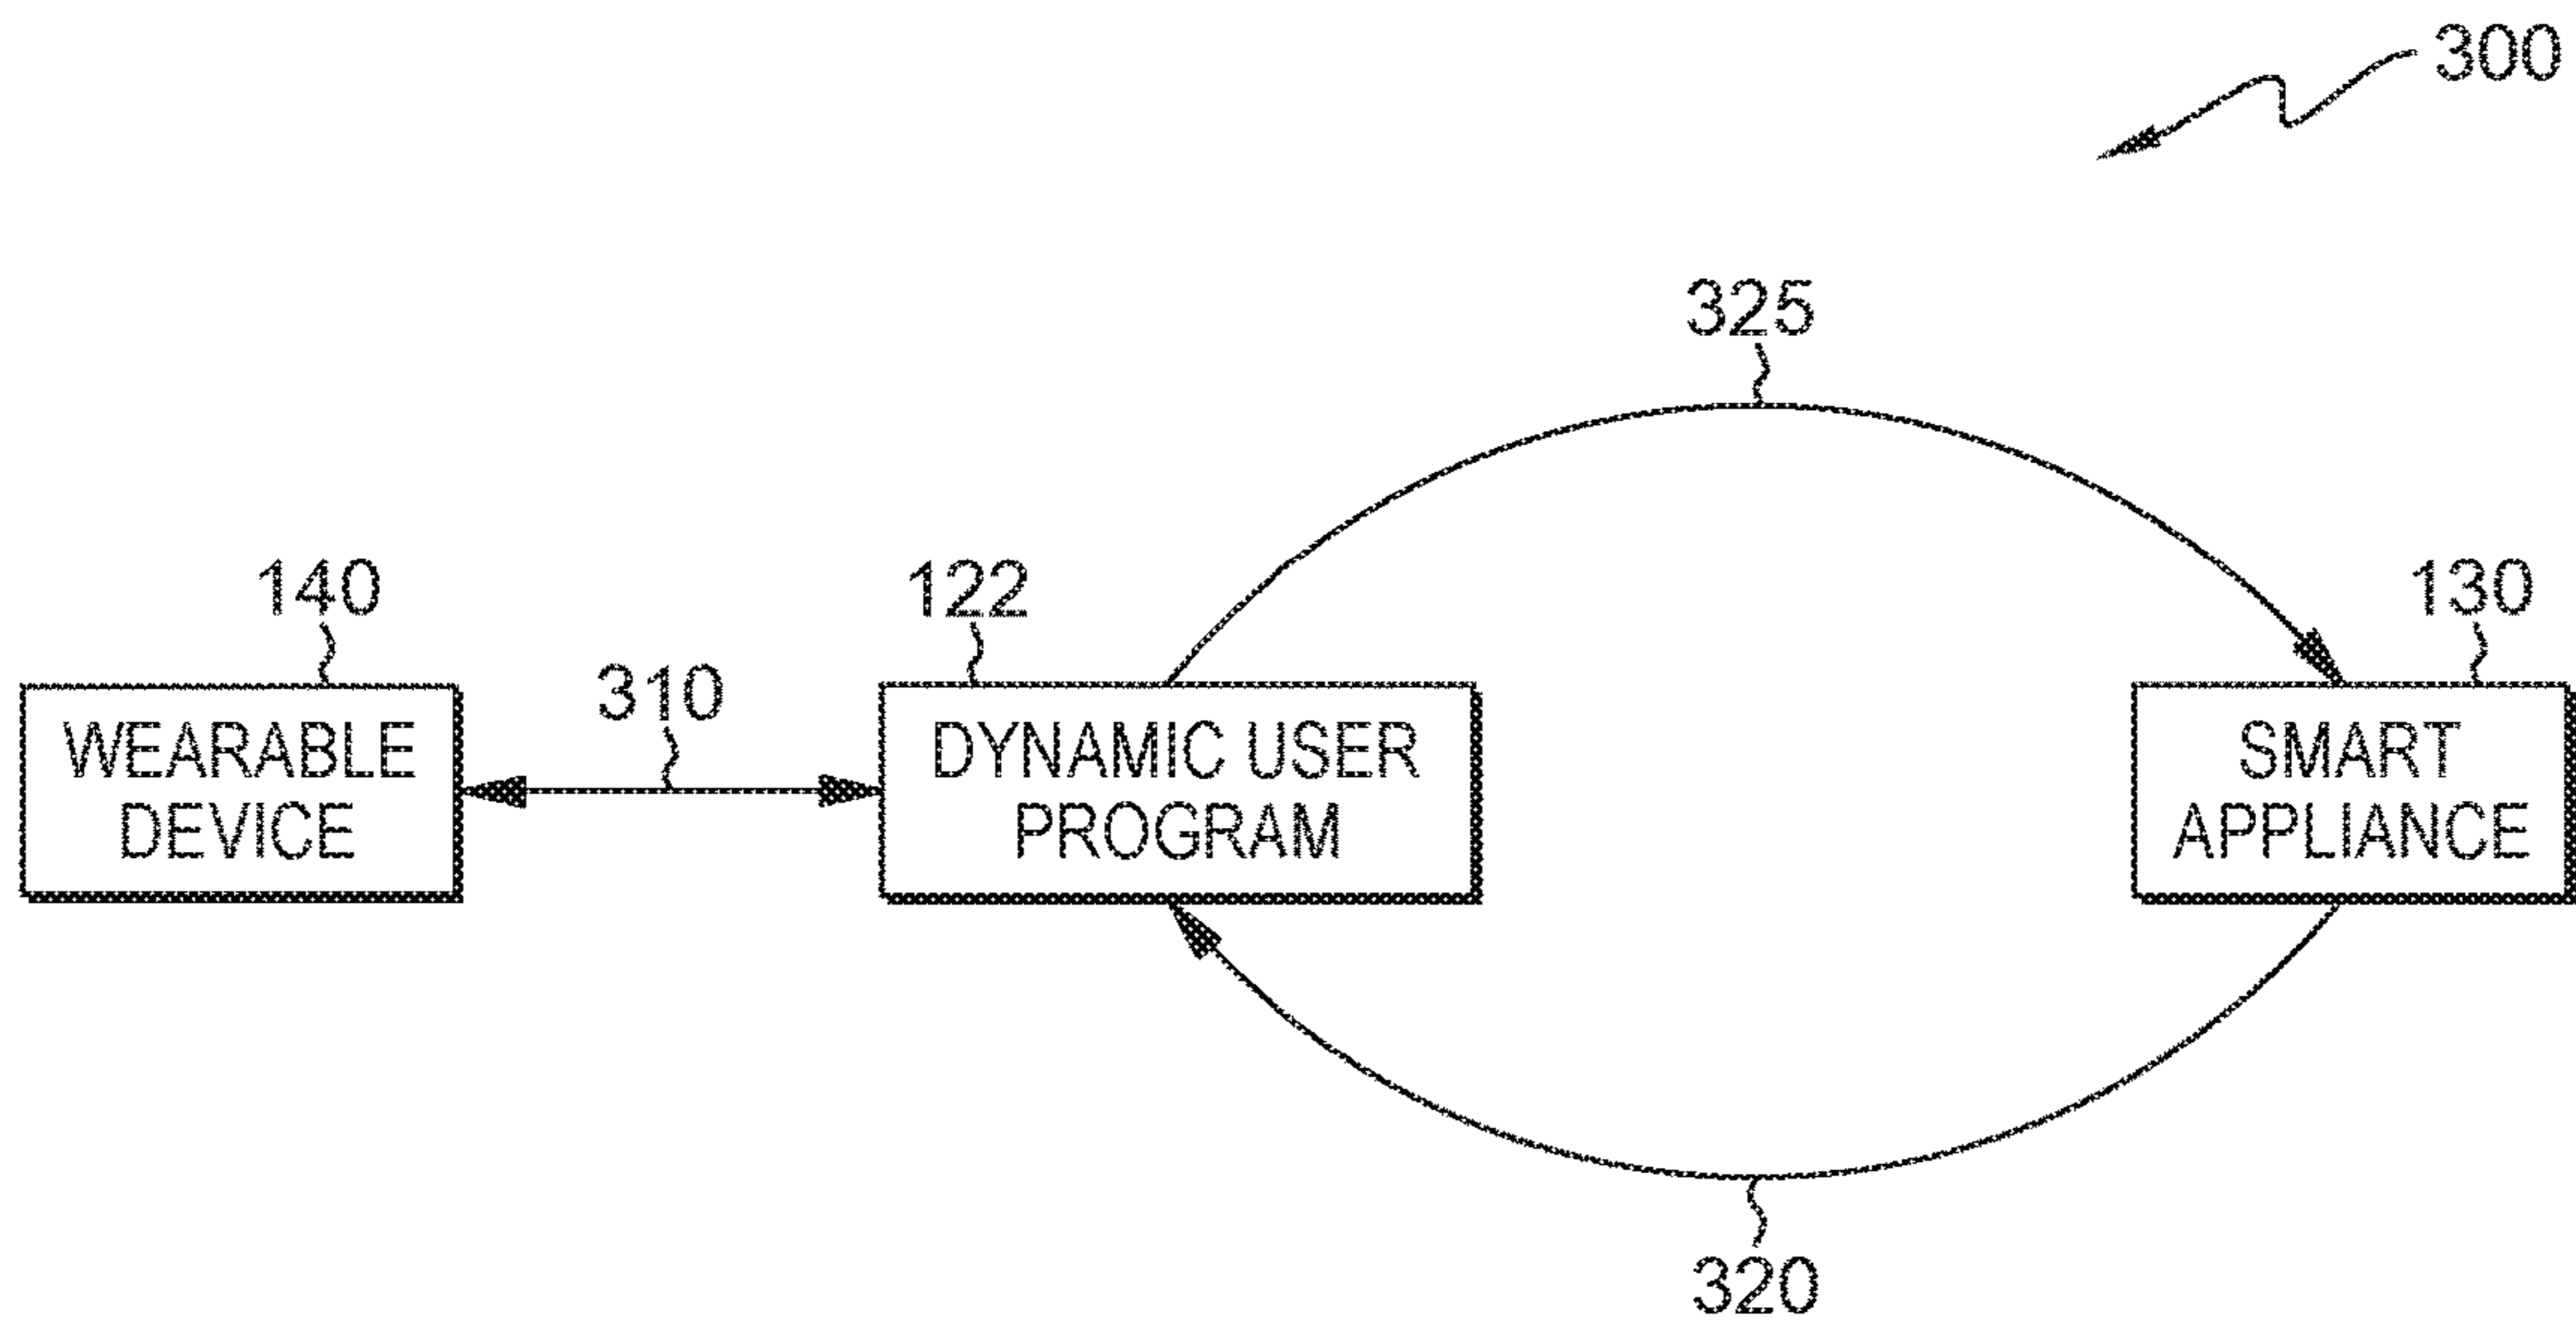 300
325
140
122
130
310
WEARABLE
DEVICE
DYNAMIC USER
PROGRAM
SMART
APPLIANCE
320